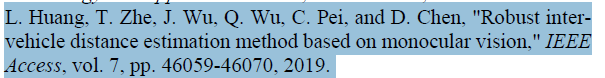 L. Huang, T. Zhe, J. Wu, Q. Wu, C. Pei, and D. Chen, "Robust inter-
vehicle distance estimation method based on monocular vision," IEEE
Access, vol. 7, pp. 46059-46070, 2019.